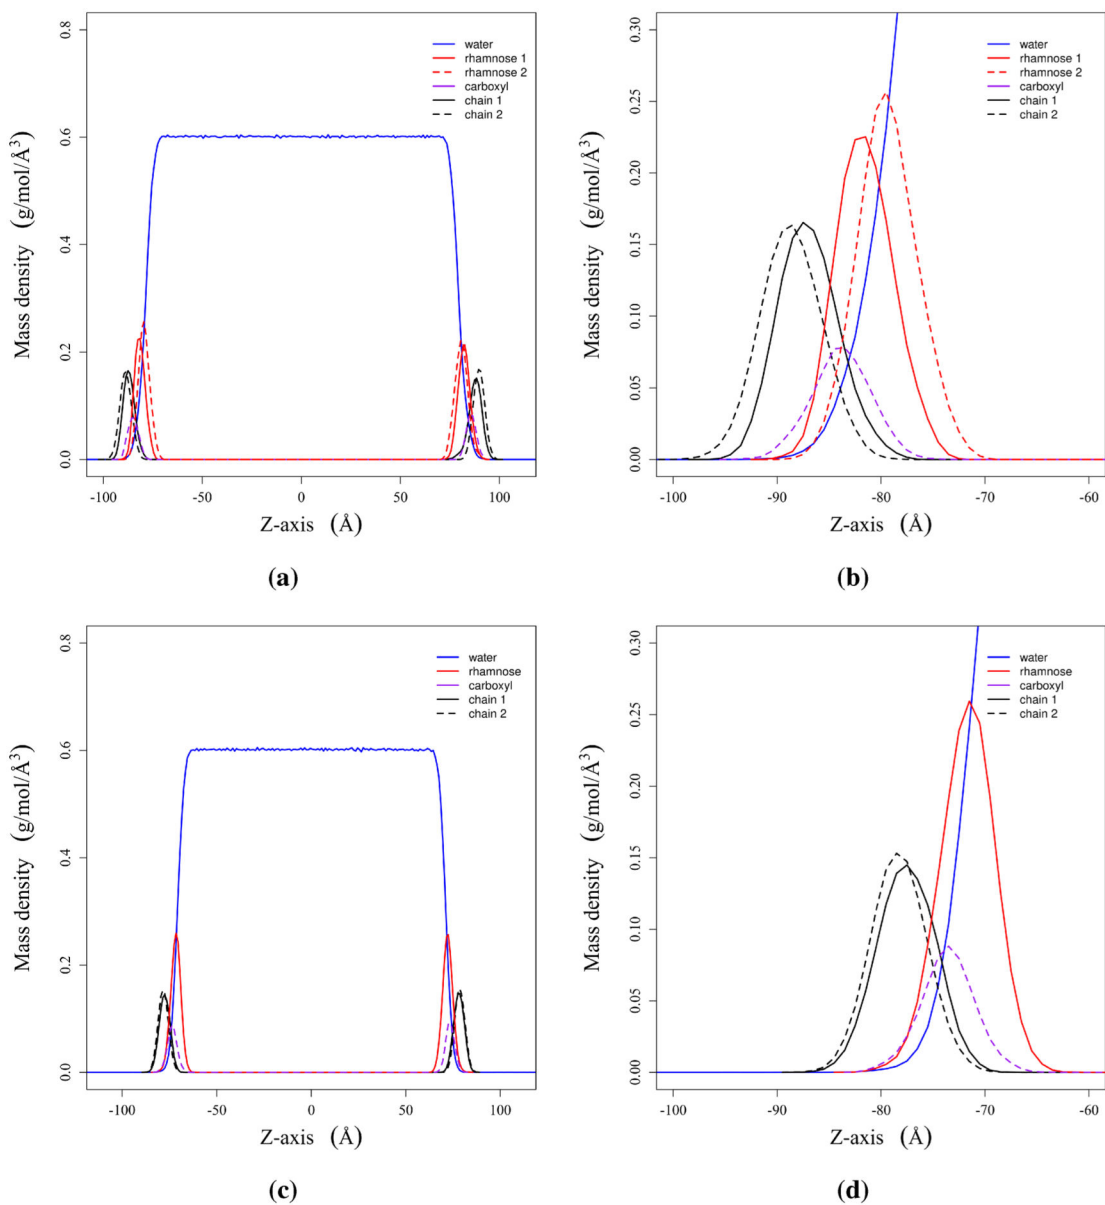 0.8
0.6
0.4
0.2
0.0
Mass density (g/mol/Å³)
water
rhamnose 1
rhamnose 2
carboxyl
chain 1
chain 2
-100 -50 0 50 100
Z-axis (Å)
(a)
0.30
0.25
0.20
0.15
0.10
0.05
0.00
Mass density (g/mol/Å³)
water
rhamnose 1
rhamnose 2
carboxyl
chain 1
chain 2
-100 -90 -80 -70 -60
Z-axis (Å)
(b)
0.8
0.6
0.4
0.2
0.0
Mass density (g/mol/Å³)
water
rhamnose
carboxyl
chain 1
chain 2
-100 -50 0 50 100
Z-axis (Å)
(c)
0.30
0.25
0.20
0.15
0.10
0.05
0.00
Mass density (g/mol/Å³)
water
rhamnose
carboxyl
chain 1
chain 2
-100 -90 -80 -70 -60
Z-axis (Å)
(d)